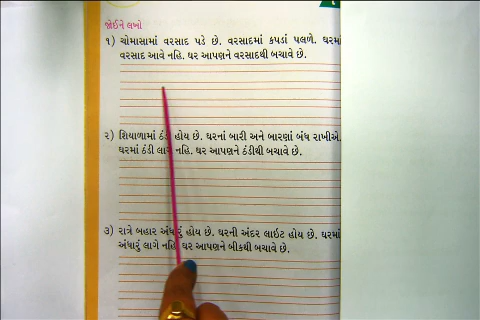 જોઈને લખો
૧) ચોમાસામાં વરસાદ પડે છે. વરસાદમાં કપડાં પલળે. ઘરમાં
વરસાદ આવે નહિ. ઘર આપણને વરસાદથી બચાવે છે.
૨) શિયાળામાં ઠંડી હોય છે. ઘરનાં બારી અને બારણાં બંધ રાખીએ.
ઘરમાં ઠંડી લાગે નહિ. ઘર આપણને ઠંડીથી બચાવે છે.
૩) રાત્રે બહાર અંધારું હોય છે. ઘરની અંદર લાઇટ હોય છે. ઘરમાં
અંધારું લાગે નહિ. ઘર આપણને બીકથી બચાવે છે.